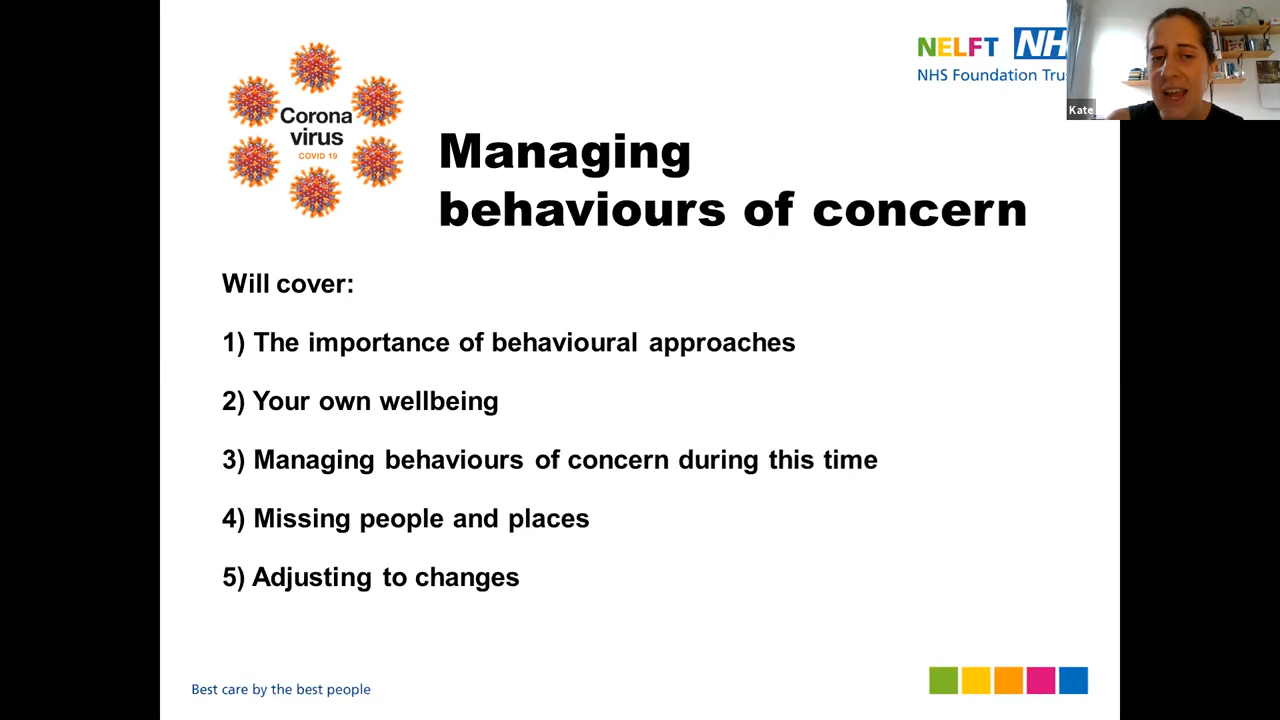 NELFT NH
NHS Foundation Tru
Kate
Corona
virus
COVID 19
Managing
behaviours of concern
Will cover:
1) The importance of behavioural approaches
2) Your own wellbeing
3) Managing behaviours of concern during this time
4) Missing people and places
5) Adjusting to changes
Best care by the best people